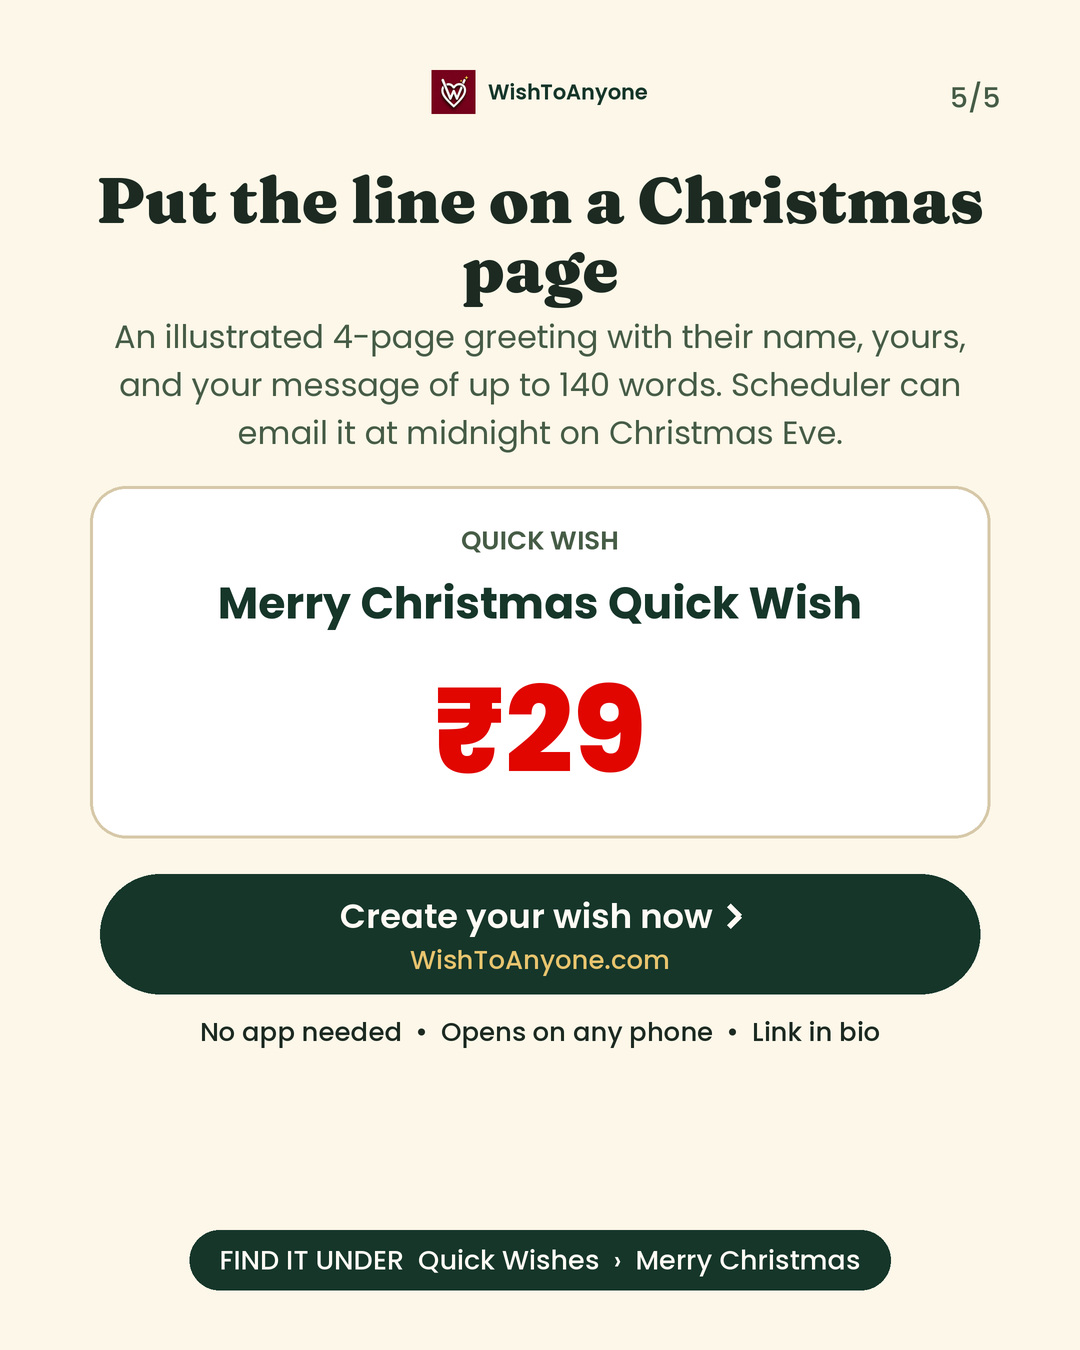 WishToAnyone
5/5
Put the line on a Christmas
page
An illustrated 4-page greeting with their name, yours,
and your message of up to 140 words. Scheduler can
email it at midnight on Christmas Eve.
QUICK WISH
Merry Christmas Quick Wish
₹29
Create your wish now ›
WishToAnyone.com
No app needed • Opens on any phone • Link in bio
FIND IT UNDER Quick Wishes › Merry Christmas